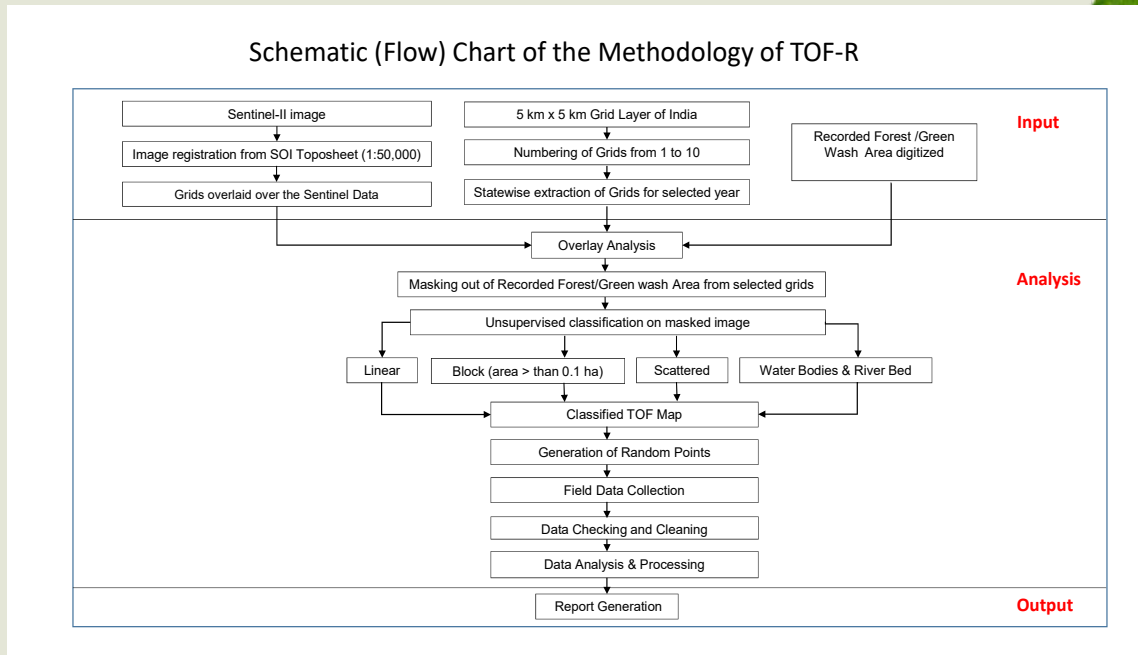 Schematic (Flow) Chart of the Methodology of TOF-R
Input
Sentinel-II image
Image registration from SOI Toposheet (1:50,000)
Grids overlaid over the Sentinel Data
5 km x 5 km Grid Layer of India
Numbering of Grids from 1 to 10
Statewise extraction of Grids for selected year
Recorded Forest /Green
Wash Area digitized
Analysis
Overlay Analysis
Masking out of Recorded Forest/Green wash Area from selected grids
Unsupervised classification on masked image
Linear
Block (area > than 0.1 ha)
Scattered
Water Bodies & River Bed
Classified TOF Map
Generation of Random Points
Field Data Collection
Data Checking and Cleaning
Data Analysis & Processing
Report Generation
Output